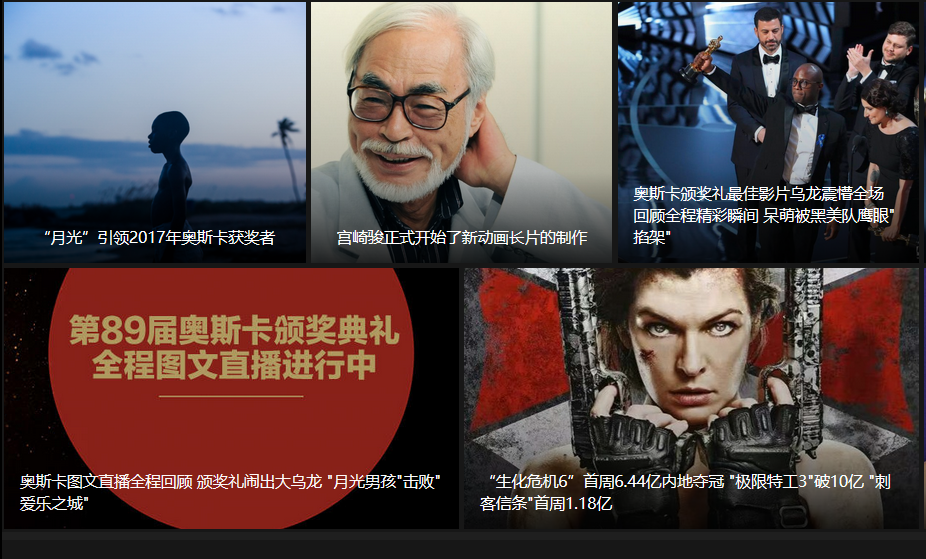 “月光”引领2017年奥斯卡获奖者
宫崎骏正式开始了新动画长片的制作
奥斯卡颁奖礼最佳影片乌龙震懵全场
回顾全程精彩瞬间 呆萌被黑美队鹰眼"
掐架"
第89届奥斯卡颁奖典礼
全程图文直播进行中
奥斯卡图文直播全程回顾 颁奖礼闹出大乌龙 "月光男孩"击败"
爱乐之城"
“生化危机6”首周6.44亿内地夺冠 "极限特工3"破10亿 "刺
客信条"首周1.18亿